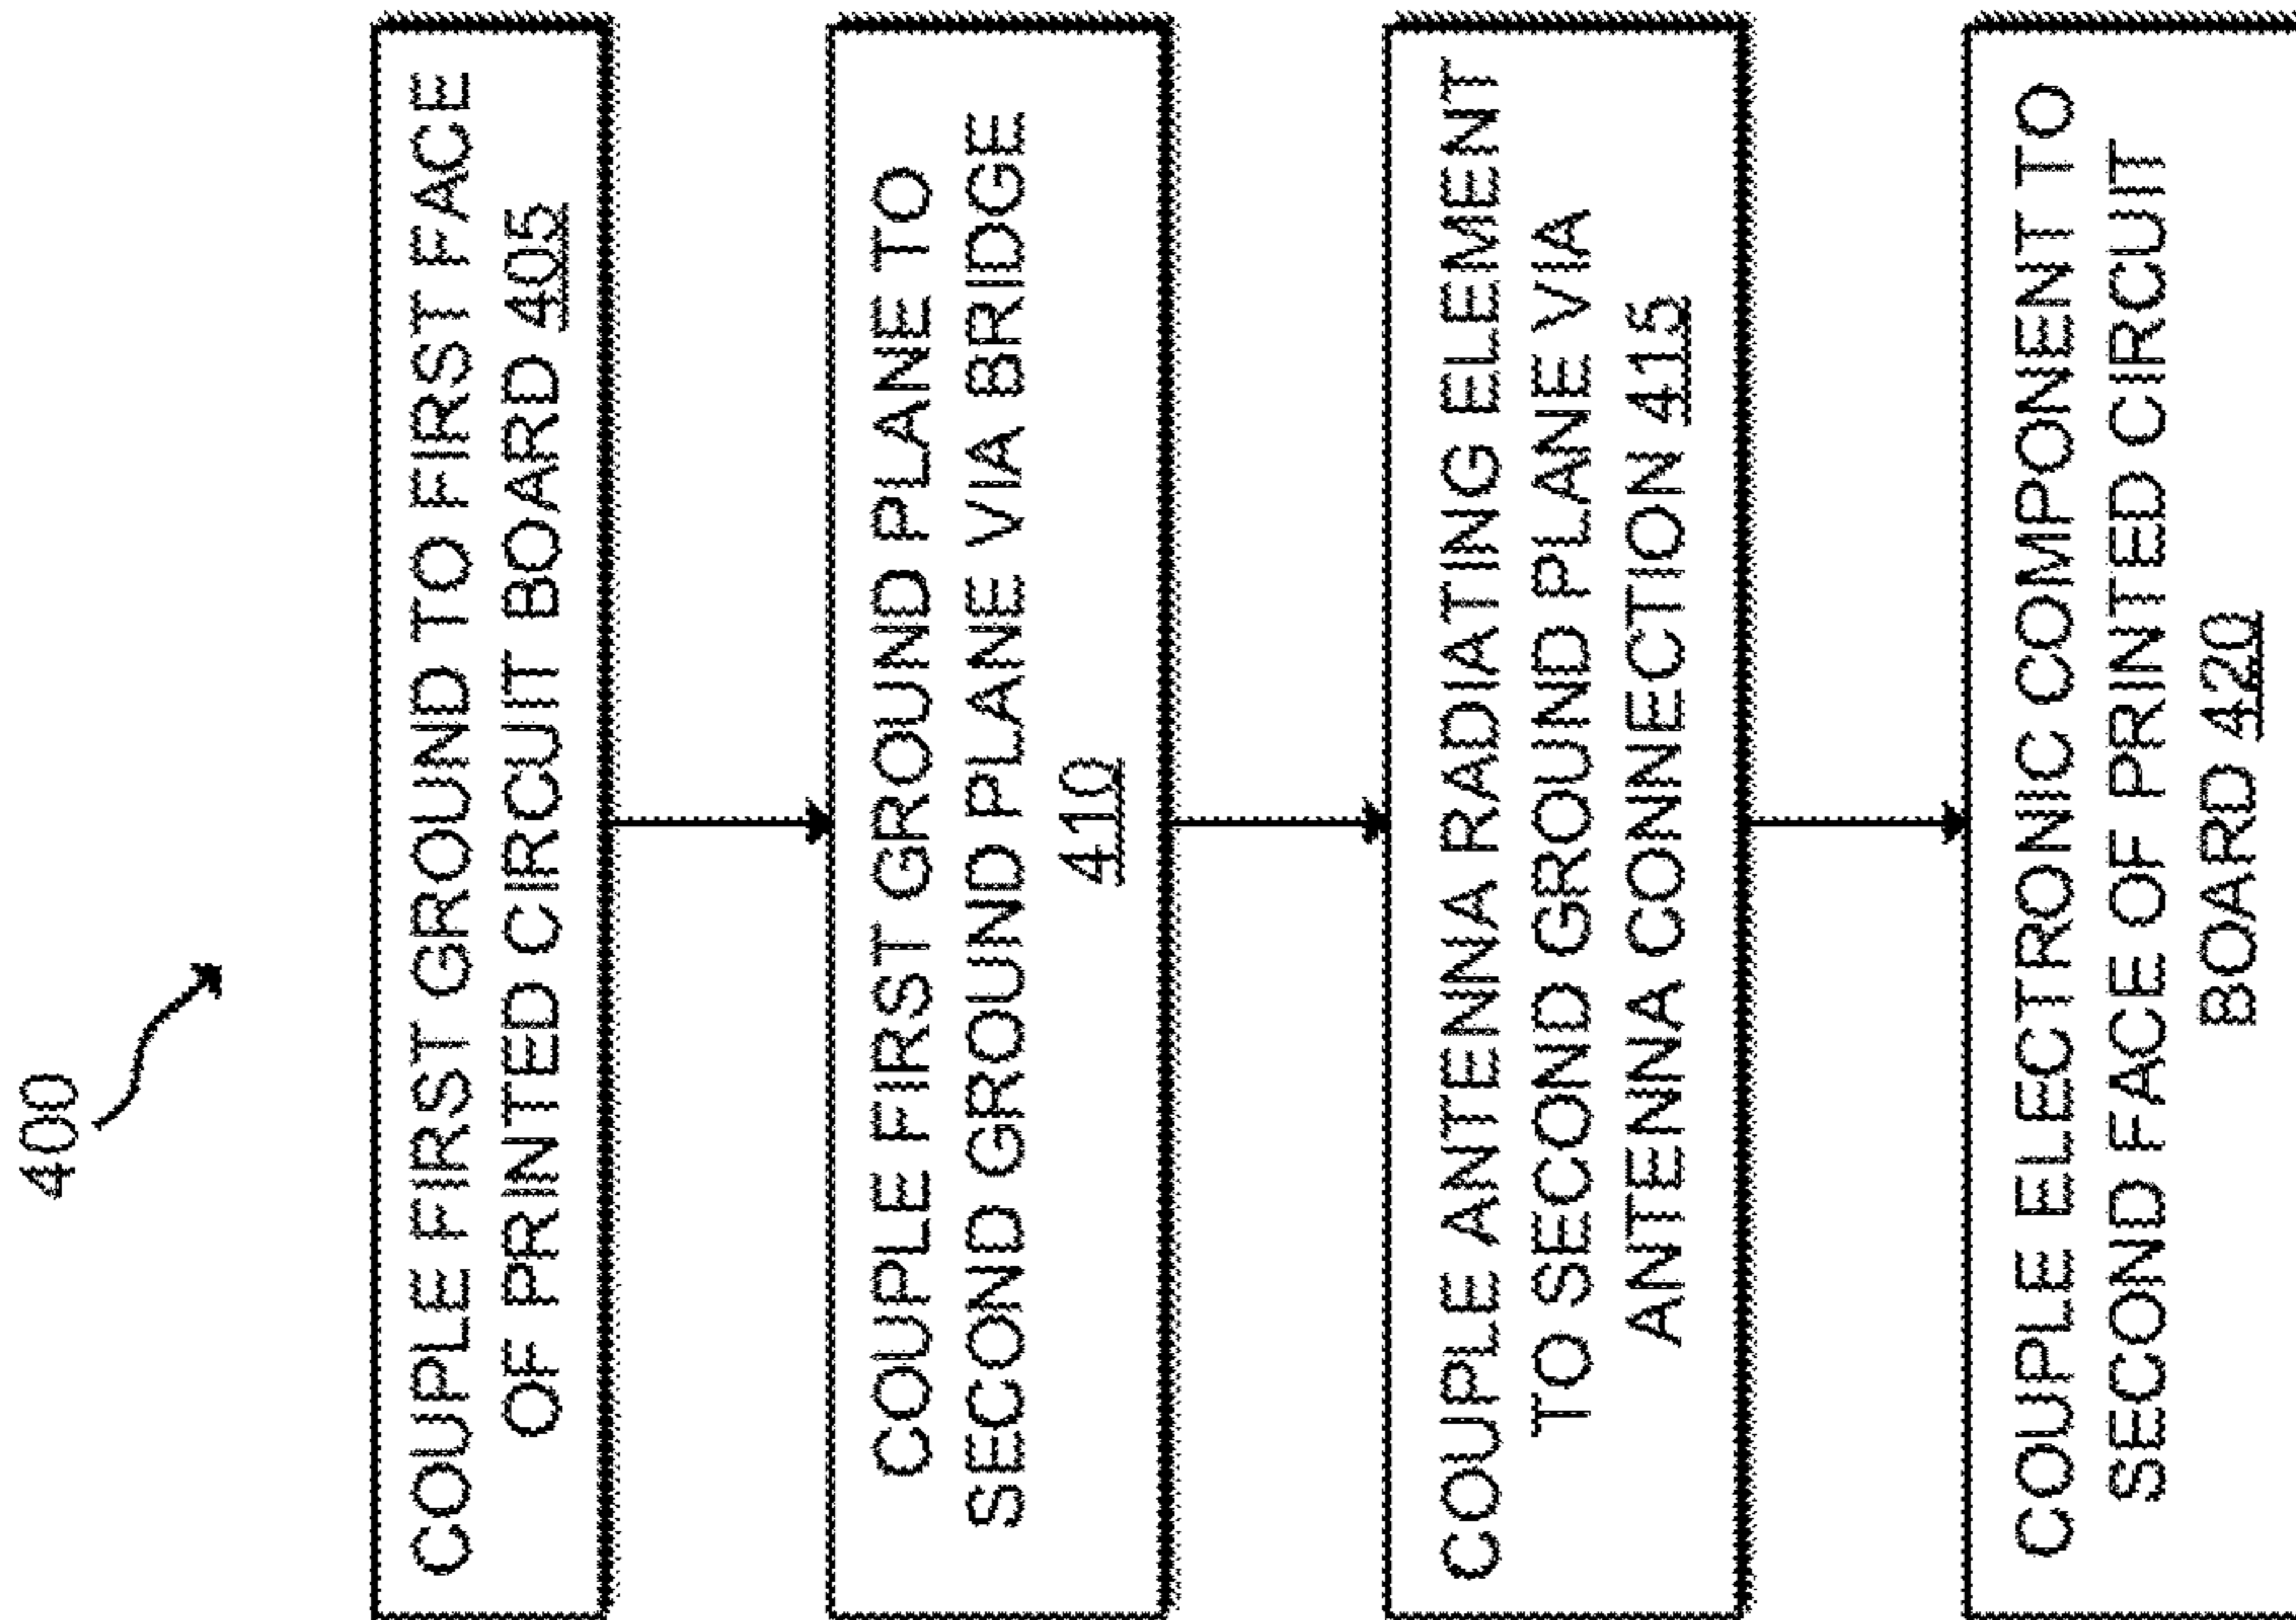 400
COUPLE FIRST GROUND TO FIRST FACE
OF PRINTED CIRCUIT BOARD 405
COUPLE FIRST GROUND PLANE TO
SECOND GROUND PLANE VIA BRIDGE
410
COUPLE ANTENNA RADIATING ELEMENT
TO SECOND GROUND PLANE VIA
ANTENNA CONNECTION 415
COUPLE ELECTRONIC COMPONENT TO
SECOND FACE OF PRINTED CIRCUIT
BOARD 420